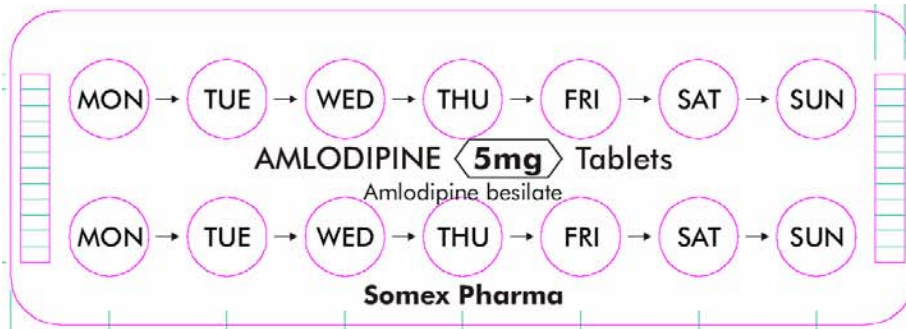 MON → TUE → WED → THU → FRI → SAT → SUN
AMLODIPINE 5mg Tablets
Amlodipine besilate
MON → TUE → WED → THU → FRI → SAT → SUN
Somex Pharma